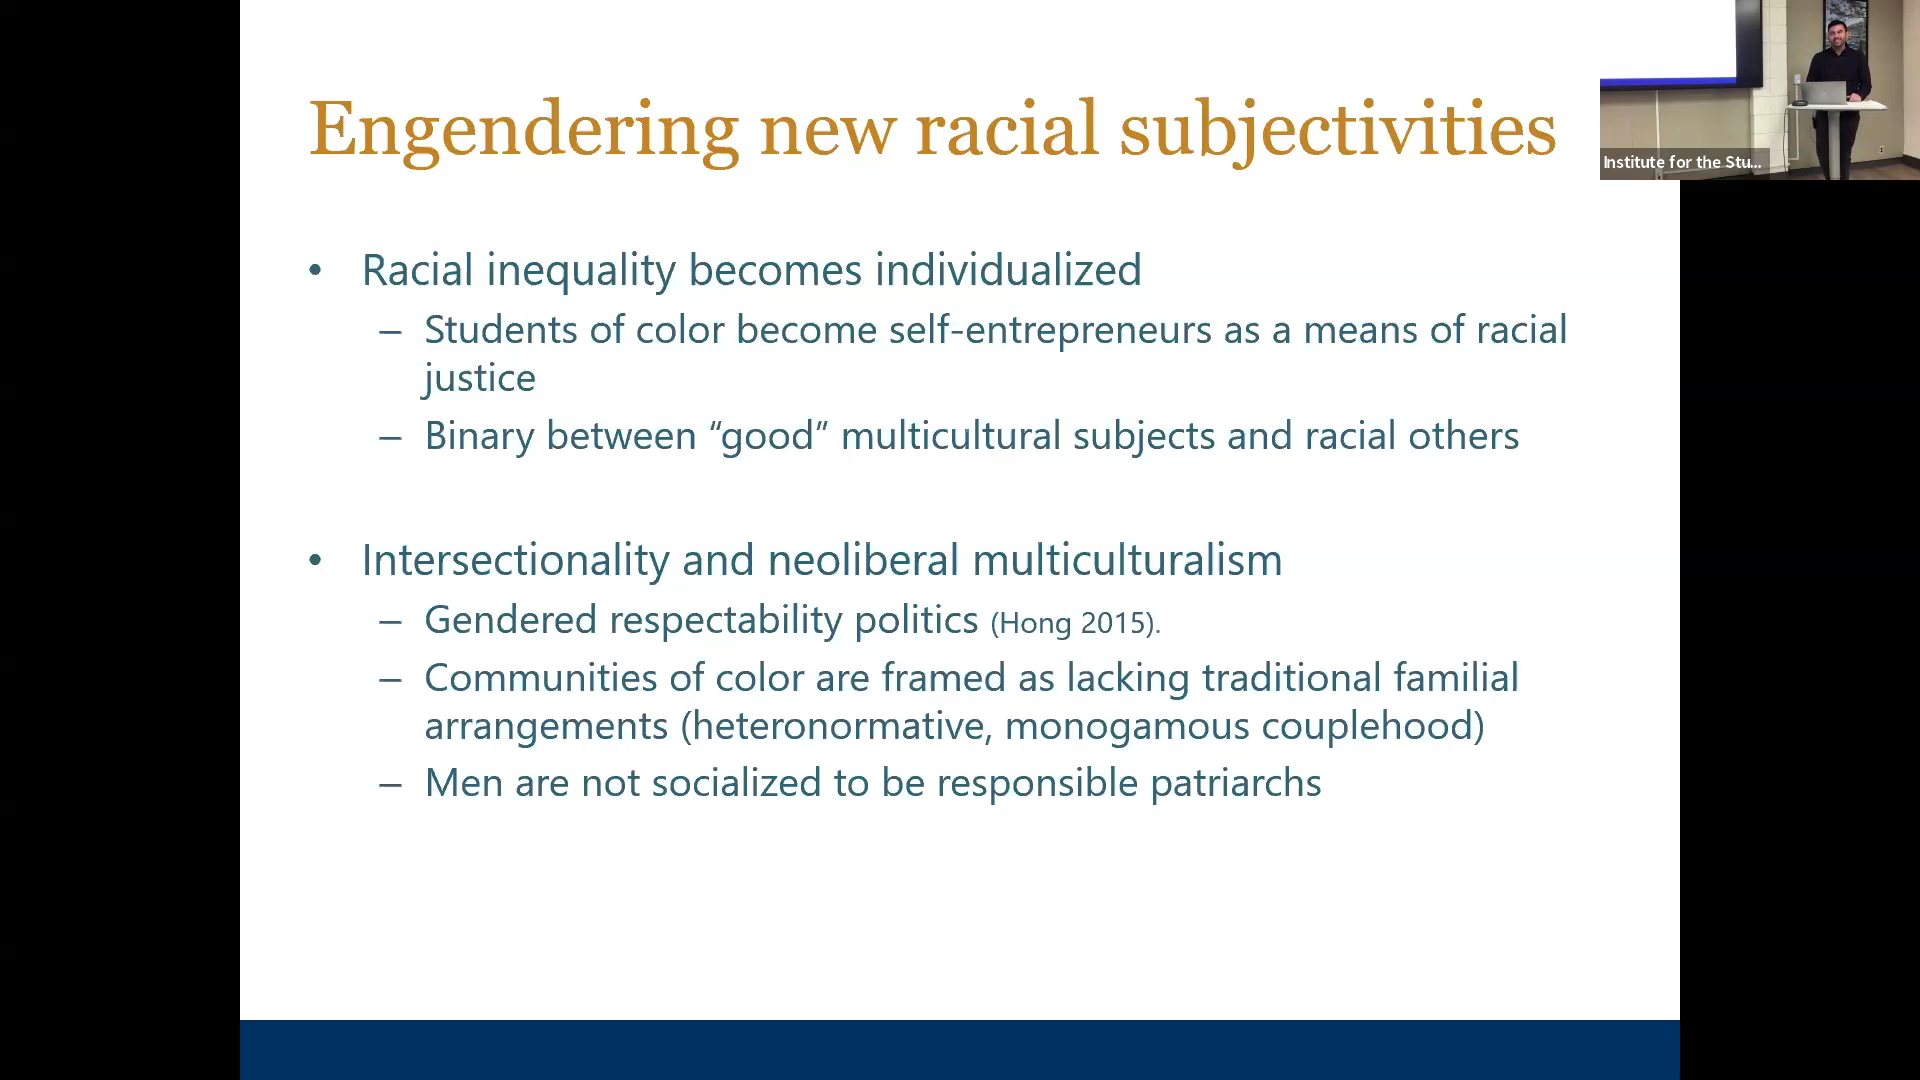 Engendering new racial subjectivities
Institute for the Stu...
• Racial inequality becomes individualized
– Students of color become self-entrepreneurs as a means of racial
justice
– Binary between “good” multicultural subjects and racial others
• Intersectionality and neoliberal multiculturalism
– Gendered respectability politics (Hong 2015).
– Communities of color are framed as lacking traditional familial
arrangements (heteronormative, monogamous couplehood)
– Men are not socialized to be responsible patriarchs